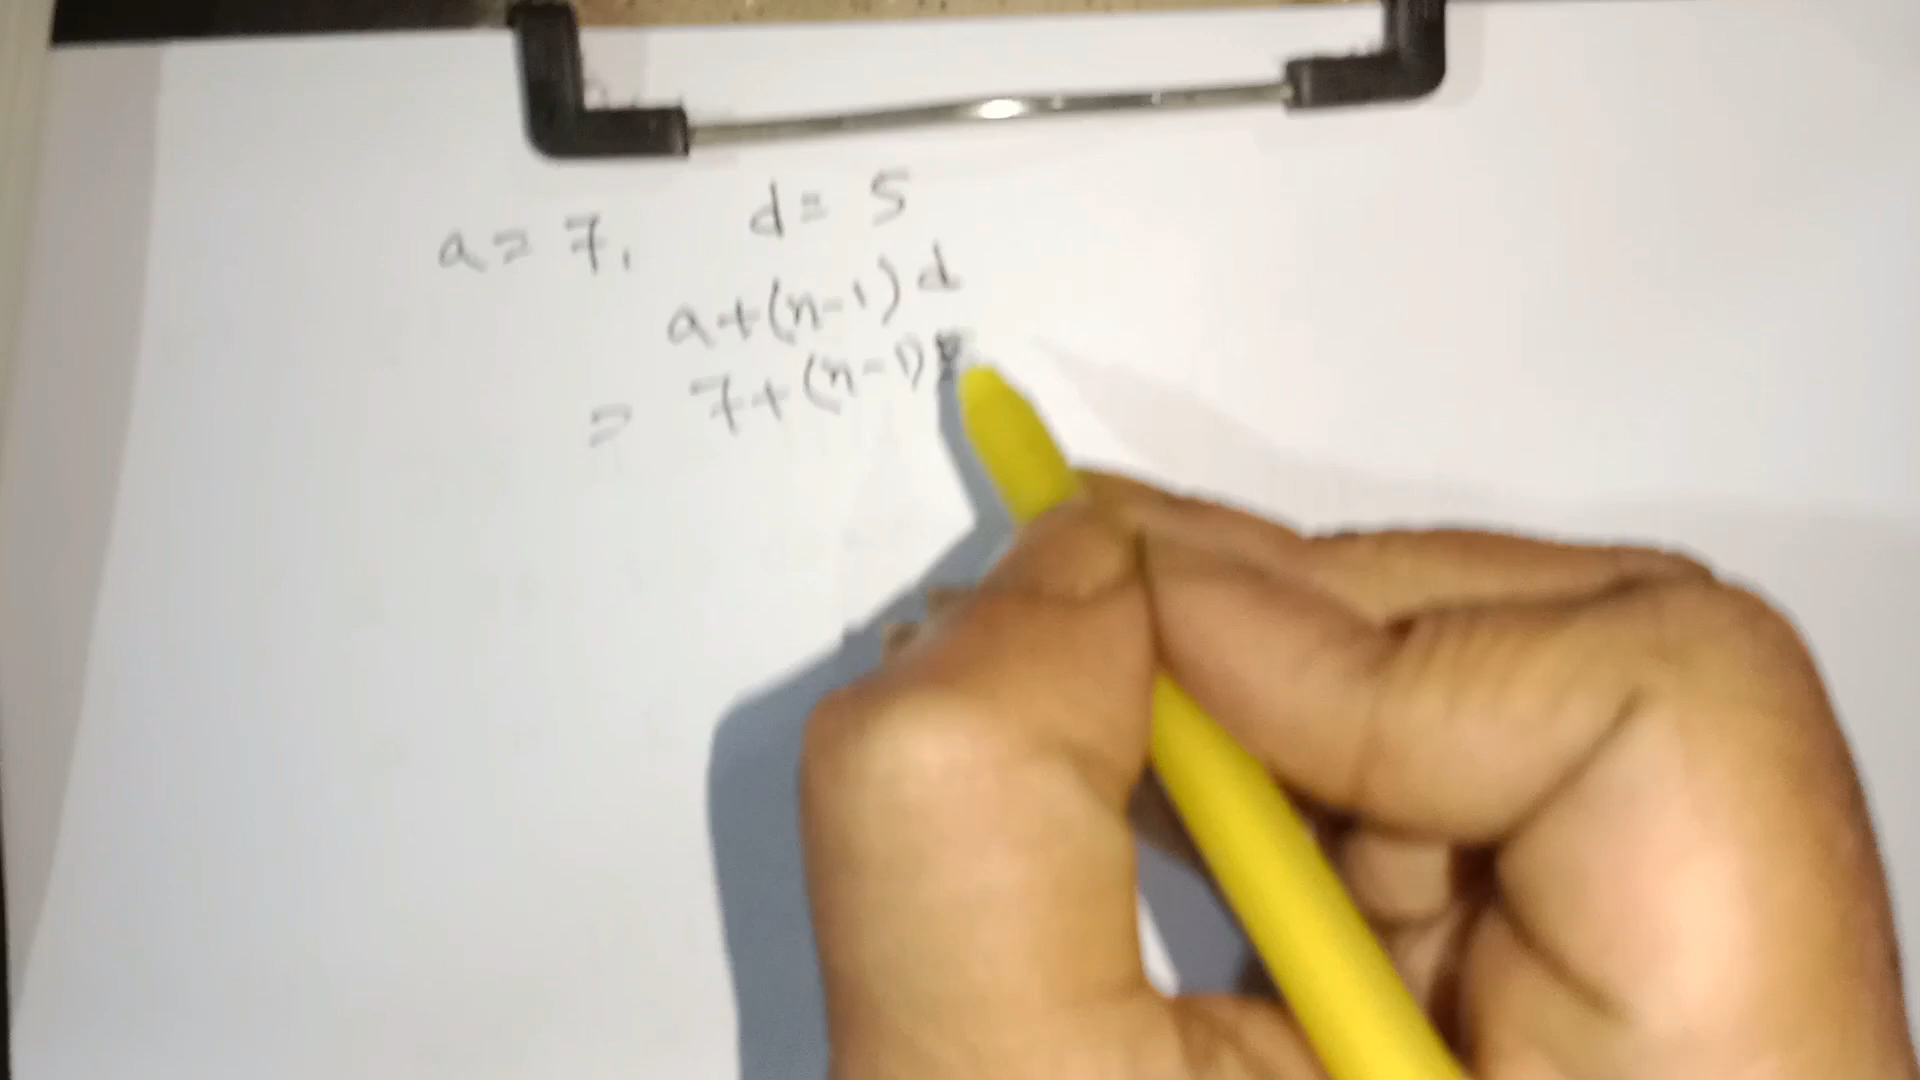 a = 7, d = 5
a+(n-1) d
= 7+(n-1)